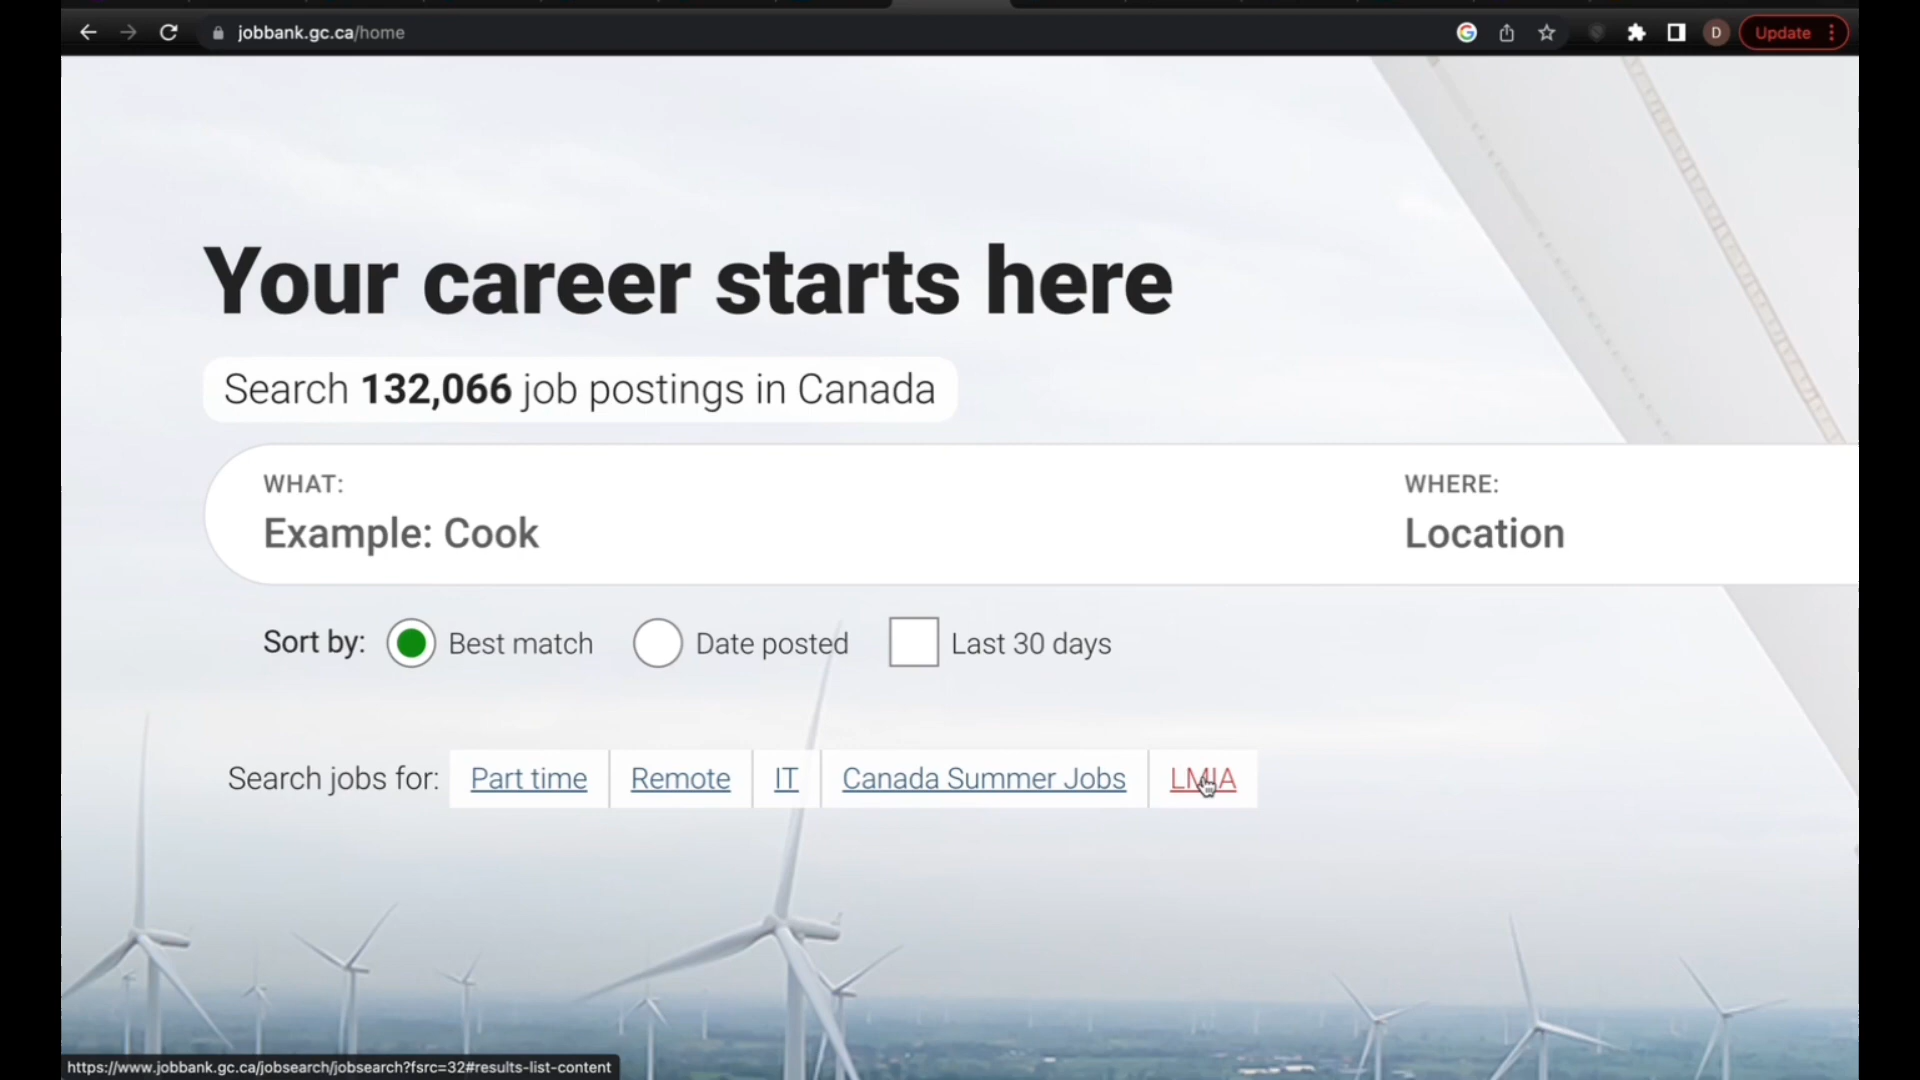 jobbank.gc.ca/home
D
Update
Your career starts here
Search 132,066 job postings in Canada
WHAT:
WHERE:
Example: Cook
Location
Sort by:
Best match
Date posted
Last 30 days
Search jobs for:
Part time
Remote
IT
Canada Summer Jobs
LMIA
https://www.jobbank.gc.ca/jobsearch/jobsearch?fsrc=32#results-list-content